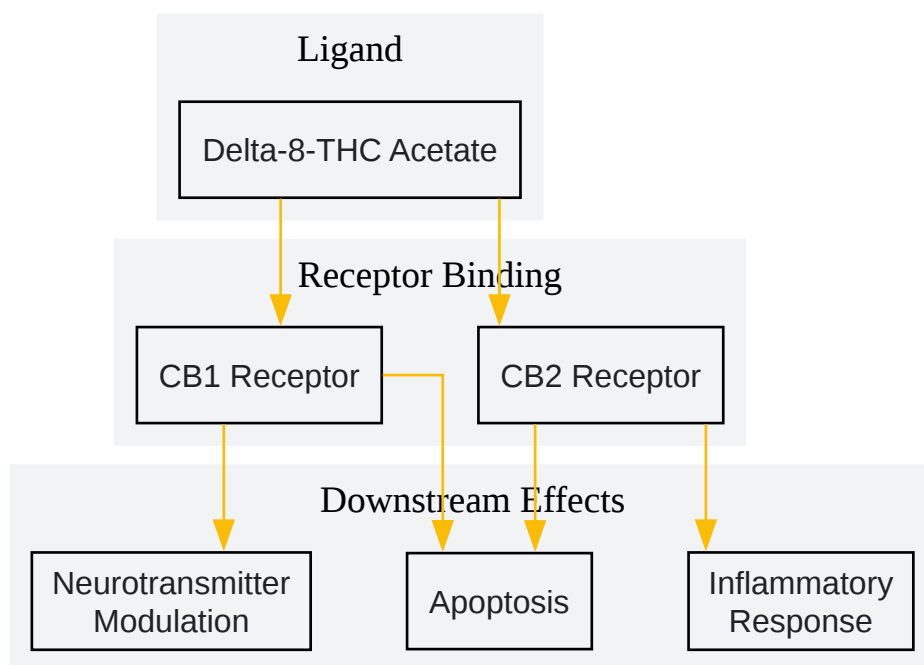 Ligand
Delta-8-THC Acetate
Receptor Binding
CB1 Receptor
CB2 Receptor
Downstream Effects
Neurotransmitter
Modulation
Apoptosis
Inflammatory
Response